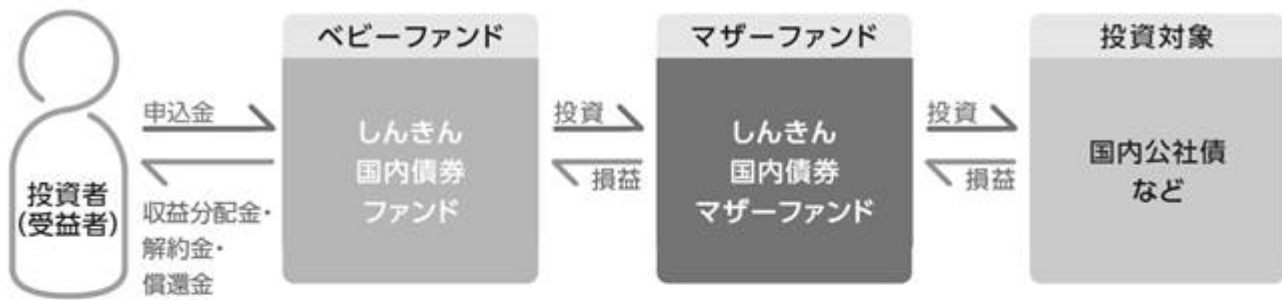 投資者
(受益者)
申込金
収益分配金・
解約金・
償還金
ベビーファンド
しんきん
国内債券
ファンド
投資
損益
マザーファンド
しんきん
国内債券
マザーファンド
投資
損益
投資対象
国内公社債
など